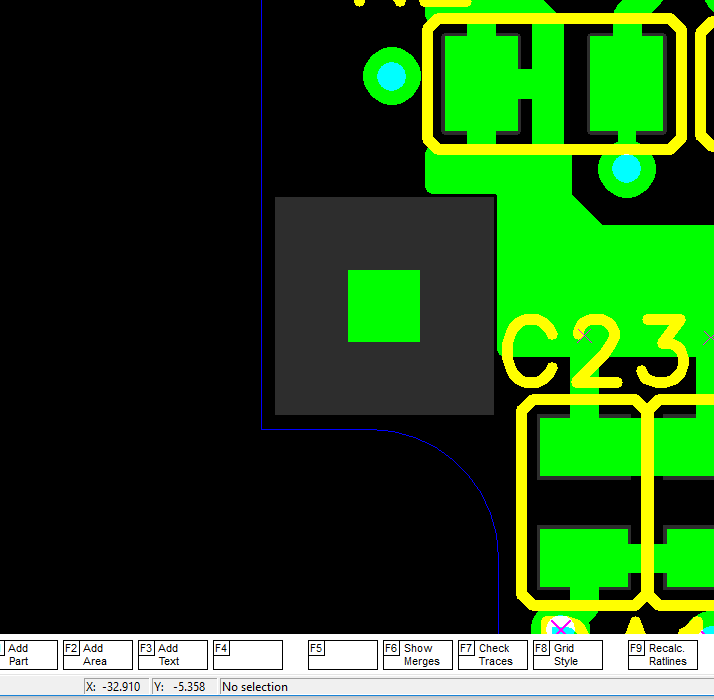 C23
F2 Add Area
F3 Add Text
F4
F5
F6 Show Merges
F7 Check Traces
F8 Grid Style
F9 Recalc. Ratlines
Add Part
X: -32.910 Y: -5.358 No selection